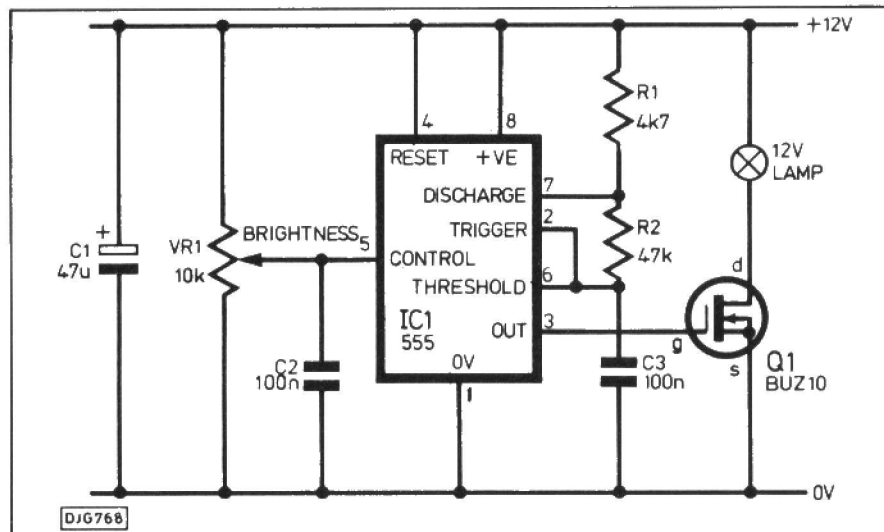 +12V
R1
4k7
4
8
RESET
+VE
12V
LAMP
DISCHARGE
7
TRIGGER
2
R2
47k
+
C1
47u
VR1
10k
BRIGHTNESS
5
CONTROL
THRESHOLD
6
d
IC1
555
OUT
3
g
s
Q1
BUZ10
C2
100n
0V
1
C3
100n
0V
DJG768